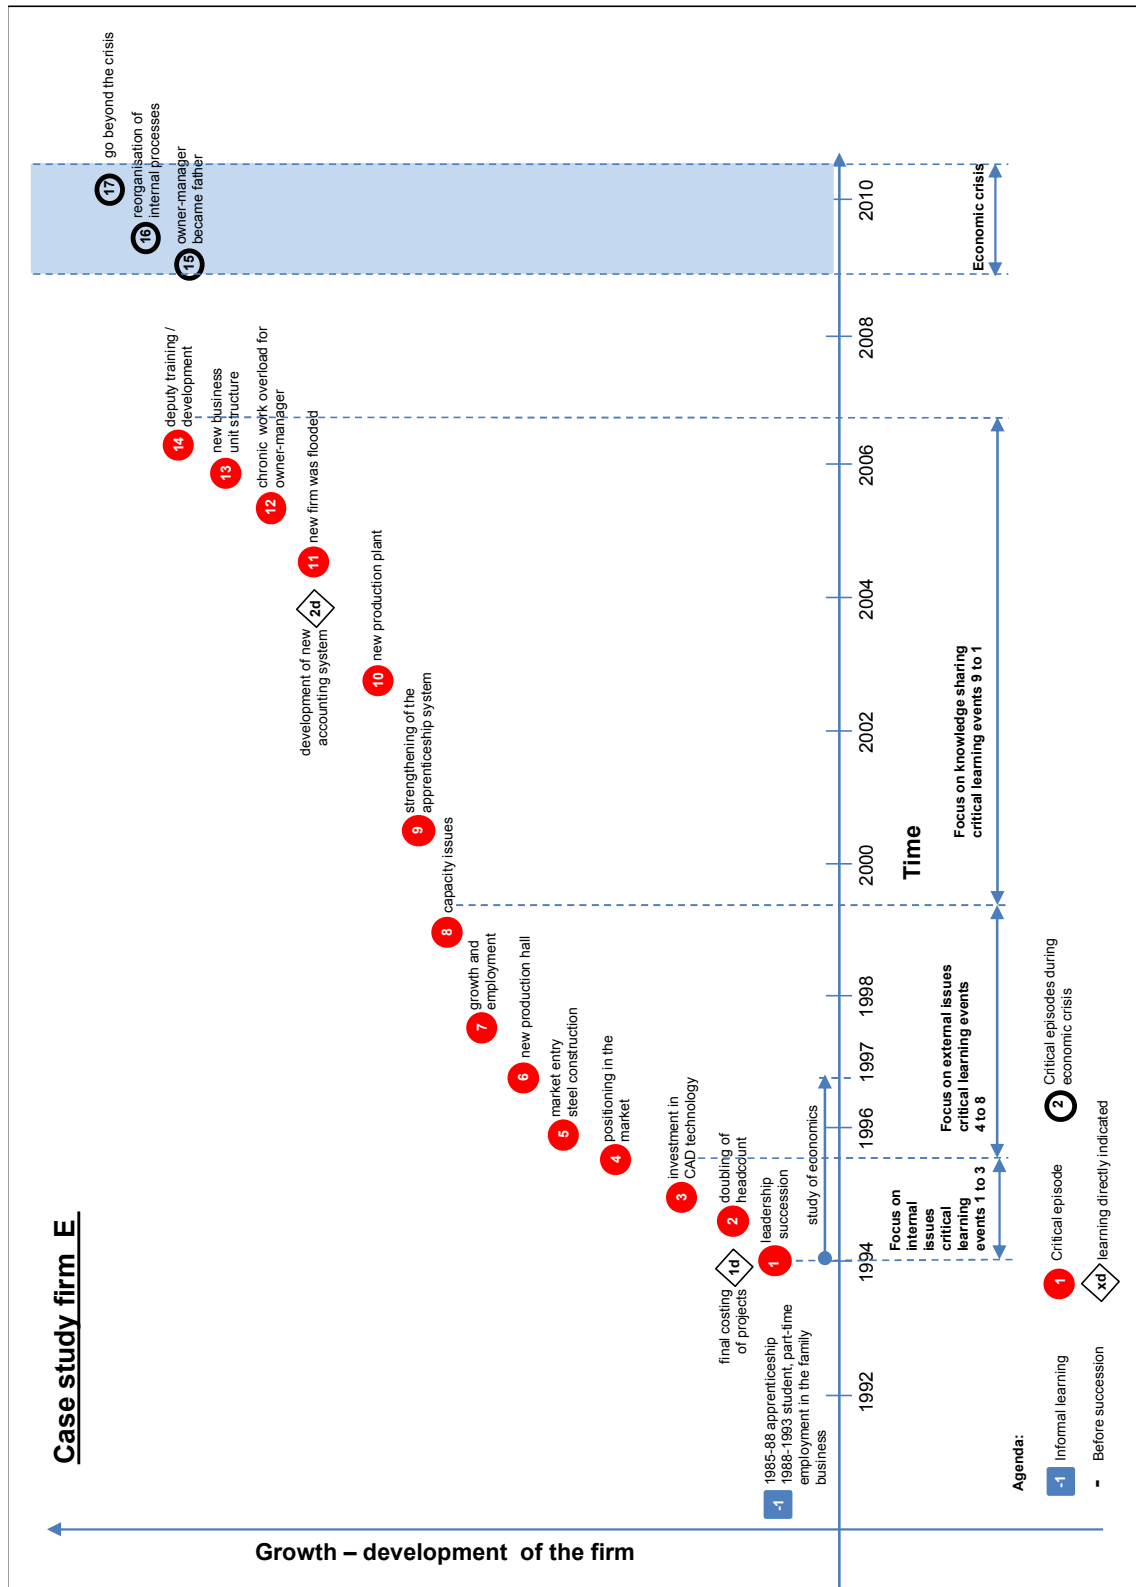 Case study firm E
Growth – development of the firm
17
go beyond the crisis
16
reorganisation of
internal processes
15
owner-manager
became father
14
deputy training /
development
13
new business
unit structure
12
chronic work overload for
owner-manager
11
new firm was flooded
2d
development of new
accounting system
10
new production plant
9
strengthening of the
apprenticeship system
8
capacity issues
7
growth and
employment
6
new production hall
5
market entry
steel construction
4
positioning in the
market
3
investment in
CAD technology
2
doubling of
headcount
1d
final costing
of projects
1
leadership
succession
-1
1985-88 apprenticeship
1988-1993 student, part-time
employment in the family
business
study of economics
1992
1994
1996
1997
1998
2000
2002
2004
2006
2008
2010
Time
Focus on
internal
issues
critical
learning
events 1 to 3
Focus on external issues
critical learning events
4 to 8
Focus on knowledge sharing
critical learning events 9 to 1
Economic crisis
Agenda:
-1
Informal learning
1
Critical episode
2
Critical episodes during
economic crisis
-
Before succession
xd
learning directly indicated